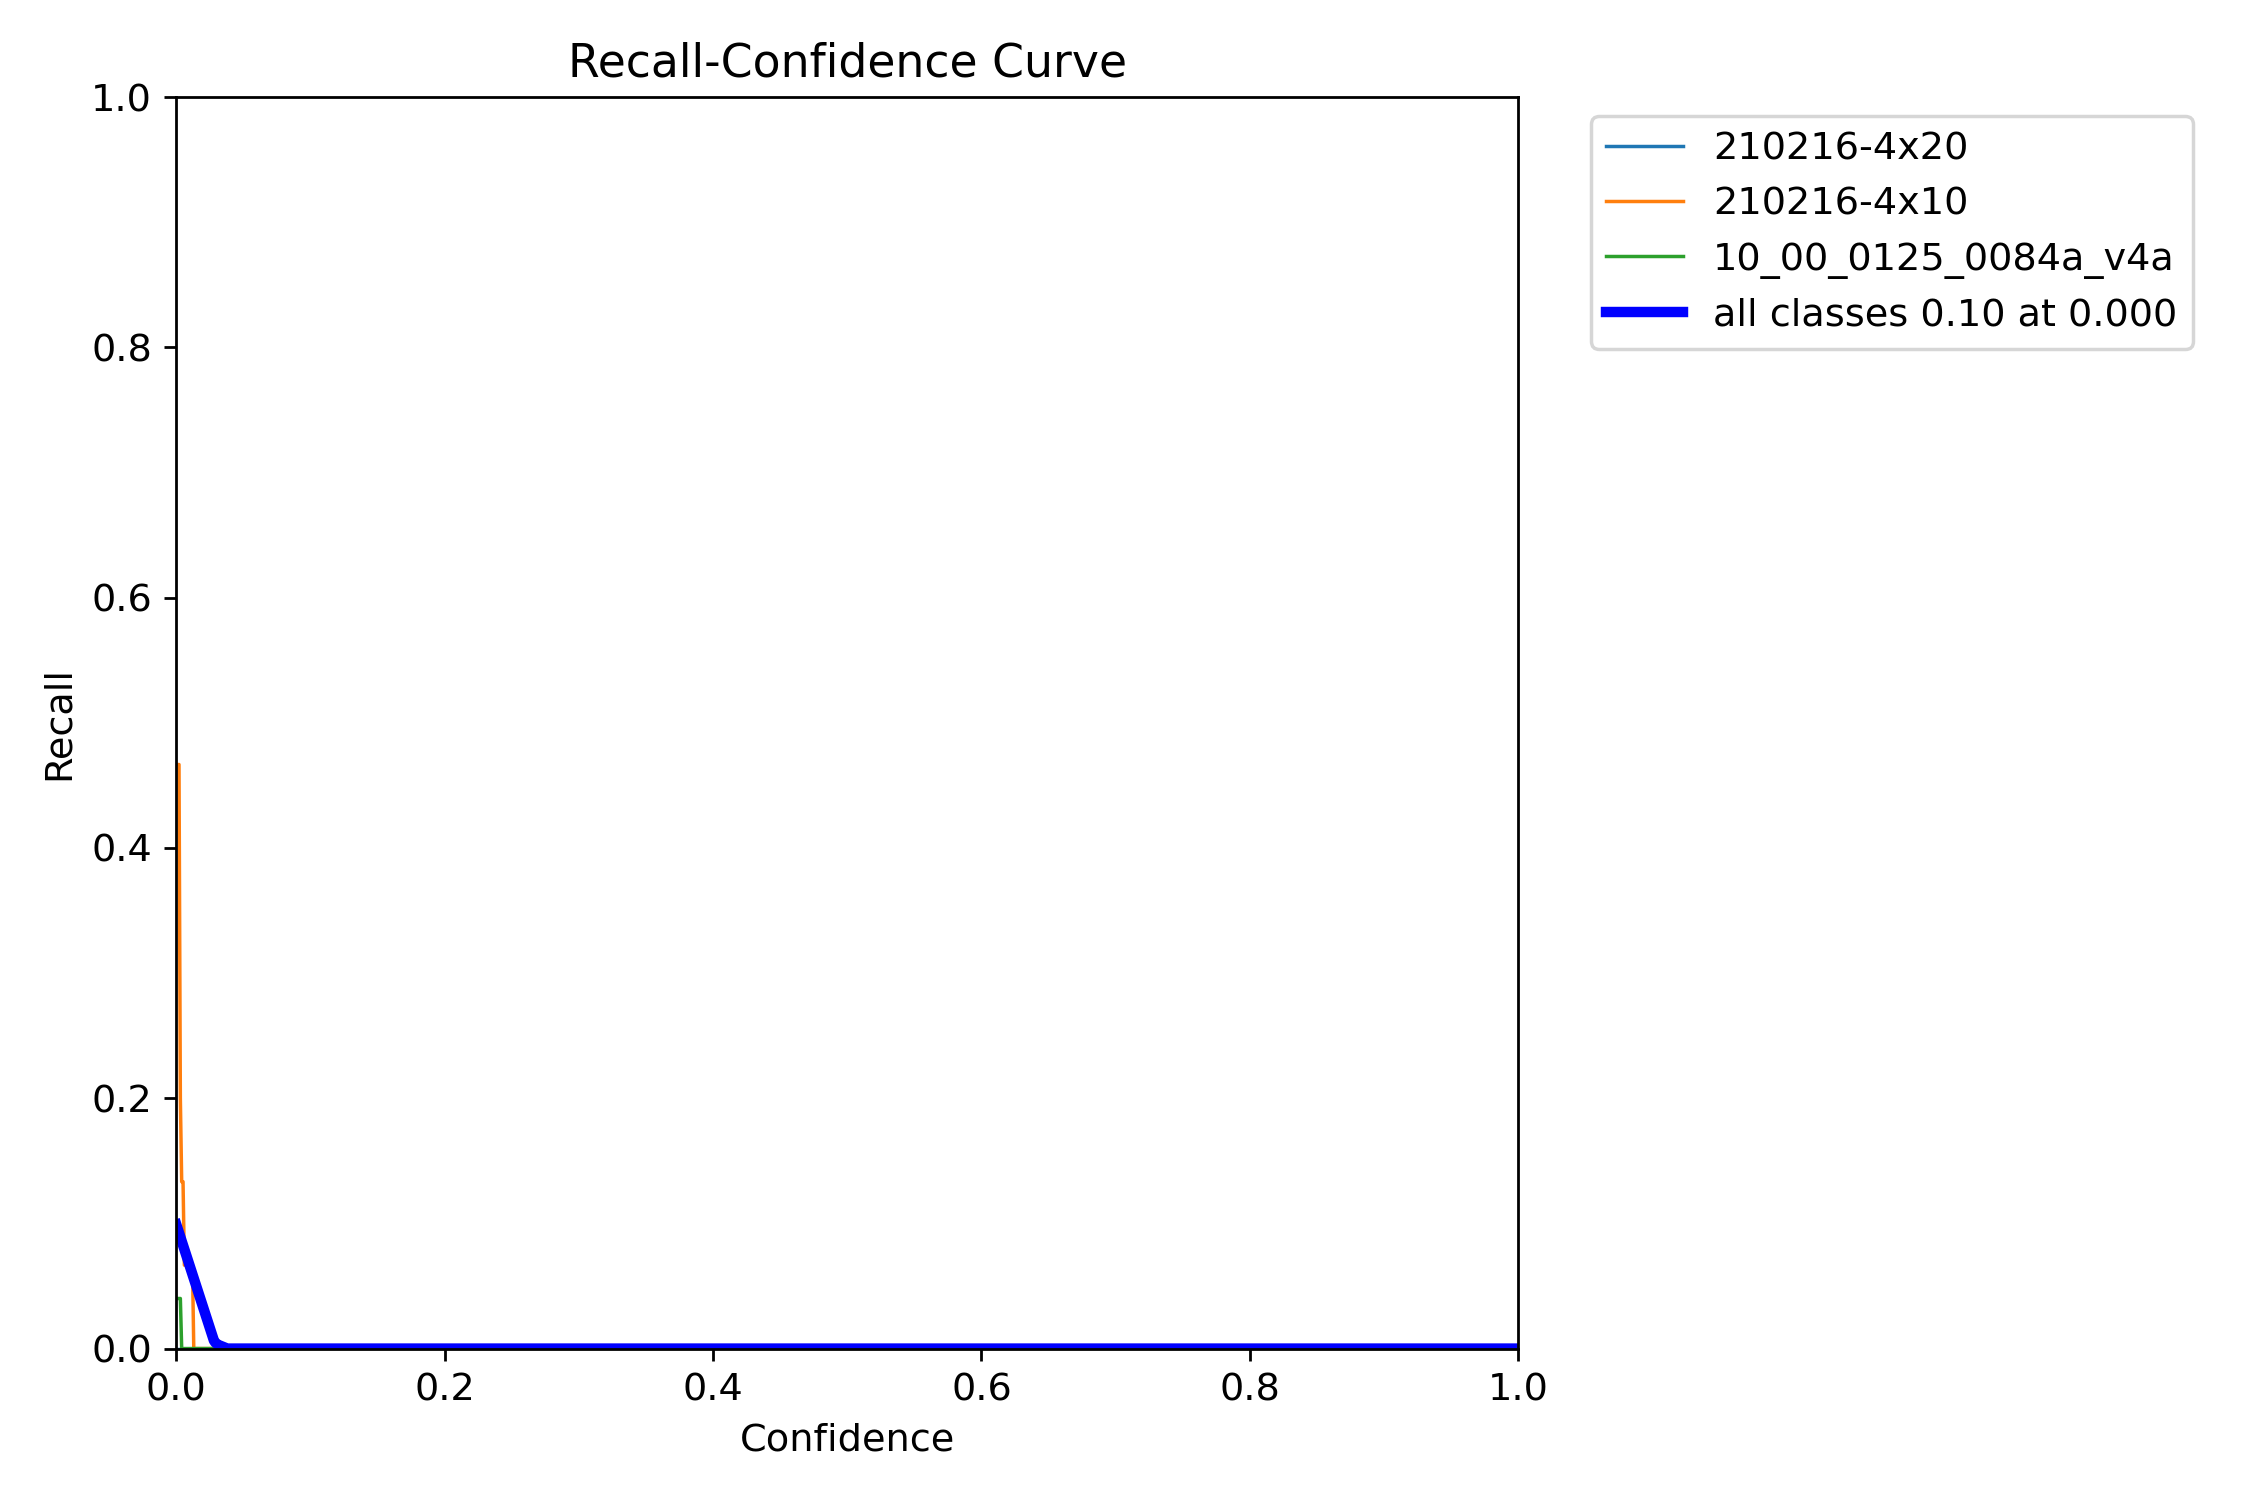 Recall-Confidence Curve
1.0
0.8
0.6
0.4
0.2
0.0
Recall
0.0 0.2 0.4 0.6 0.8 1.0
Confidence
210216-4x20
210216-4x10
10_00_0125_0084a_v4a
all classes 0.10 at 0.000